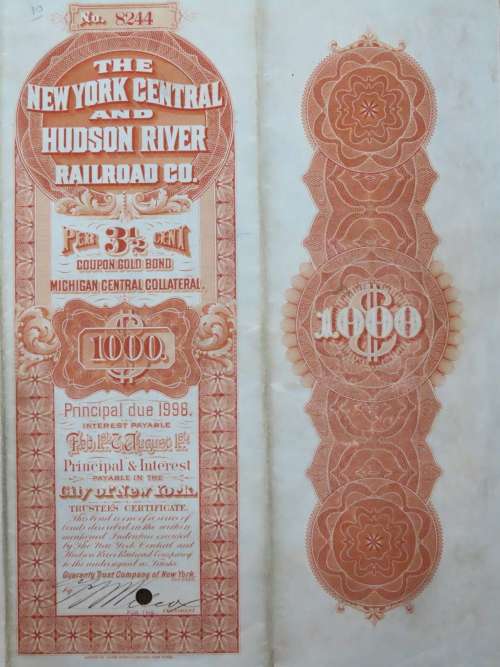 No. 8244
THE
NEW YORK CENTRAL
AND
HUDSON RIVER
RAILROAD CO.
PER 3½ CENT
COUPON GOLD BOND
MICHIGAN CENTRAL COLLATERAL.
$
1000.
Principal due 1998.
INTEREST PAYABLE
Feb. 1st & August 1st
Principal & Interest
PAYABLE IN THE
City of New York.
TRUSTEE'S CERTIFICATE.
This bond is one of a series of
bonds described in the within
mentioned Indenture executed
by The New York Central and
Hudson River Railroad Company
to the undersigned as Trustee
Guaranty Trust Company of New York,
by
$
1000